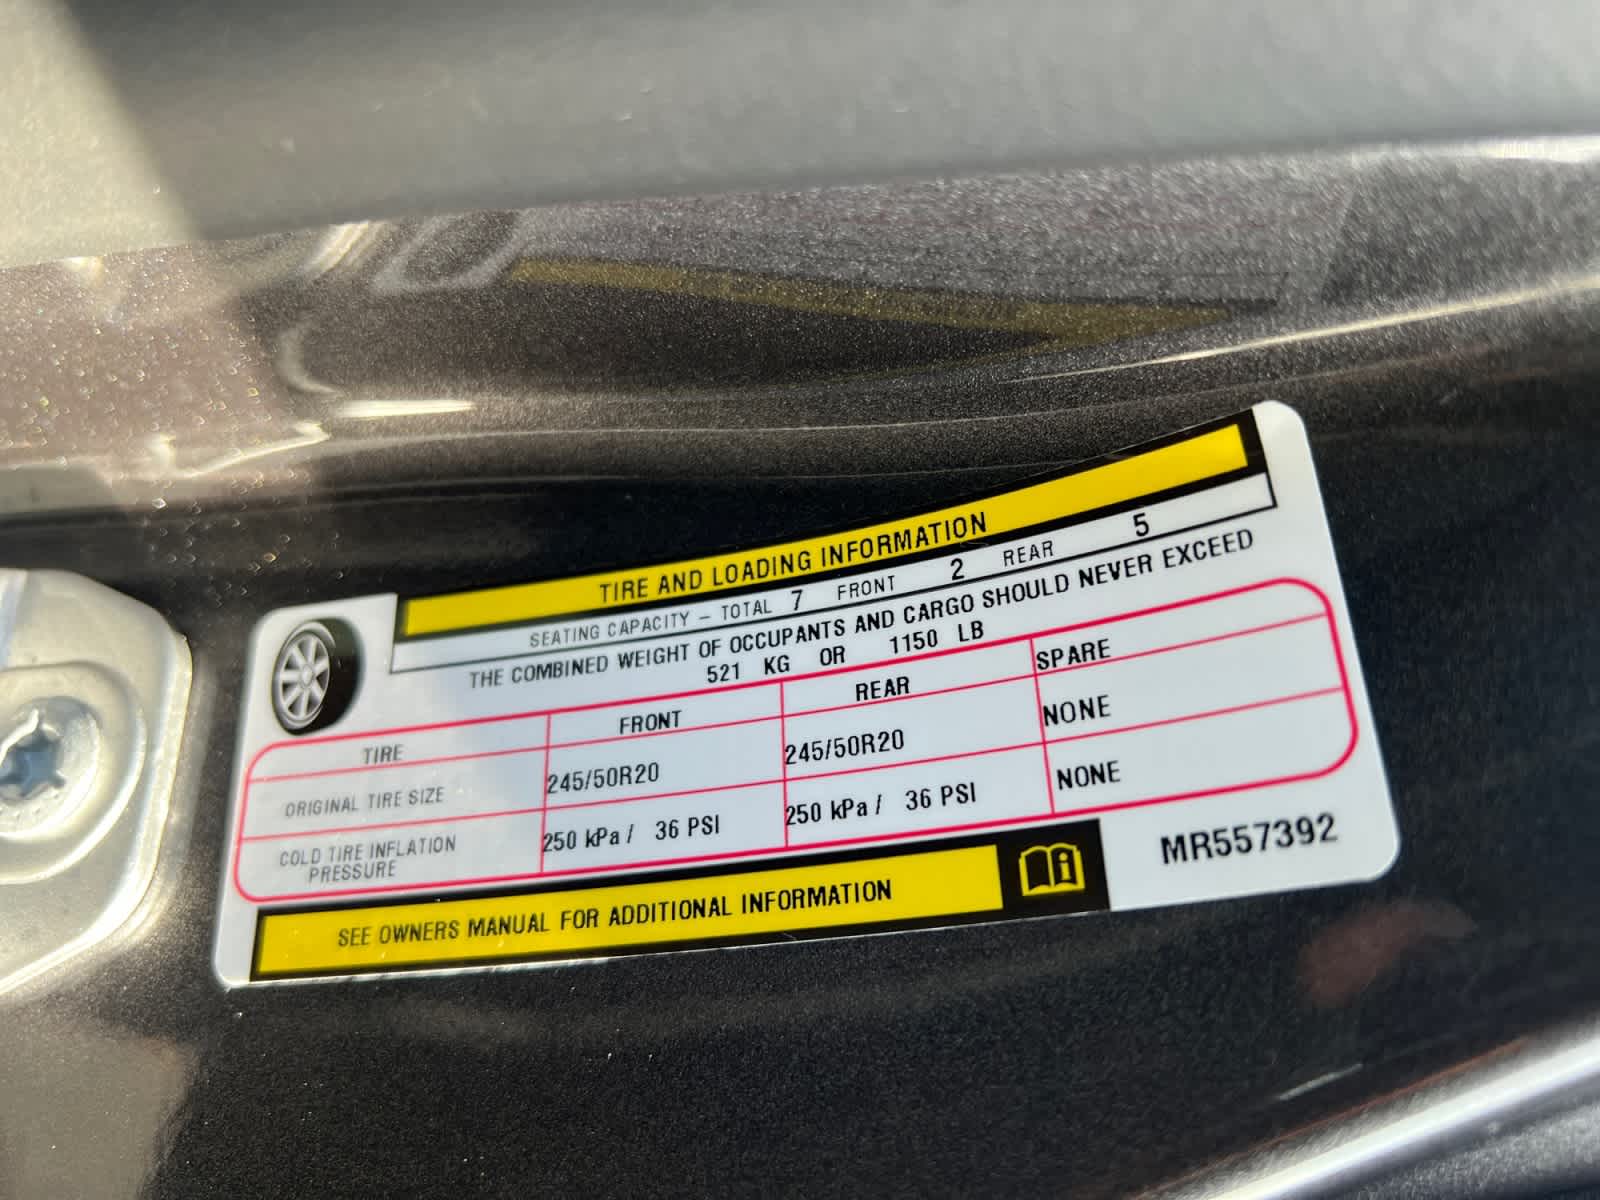 TIRE AND LOADING INFORMATION
SEATING CAPACITY - TOTAL 7 FRONT 2 REAR 5
THE COMBINED WEIGHT OF OCCUPANTS AND CARGO SHOULD NEVER EXCEED
521 KG OR 1150 LB
TIRE FRONT REAR SPARE
ORIGINAL TIRE SIZE 245/50R20 245/50R20 NONE
COLD TIRE INFLATION
PRESSURE 250 kPa / 36 PSI 250 kPa / 36 PSI NONE
SEE OWNERS MANUAL FOR ADDITIONAL INFORMATION
MR557392